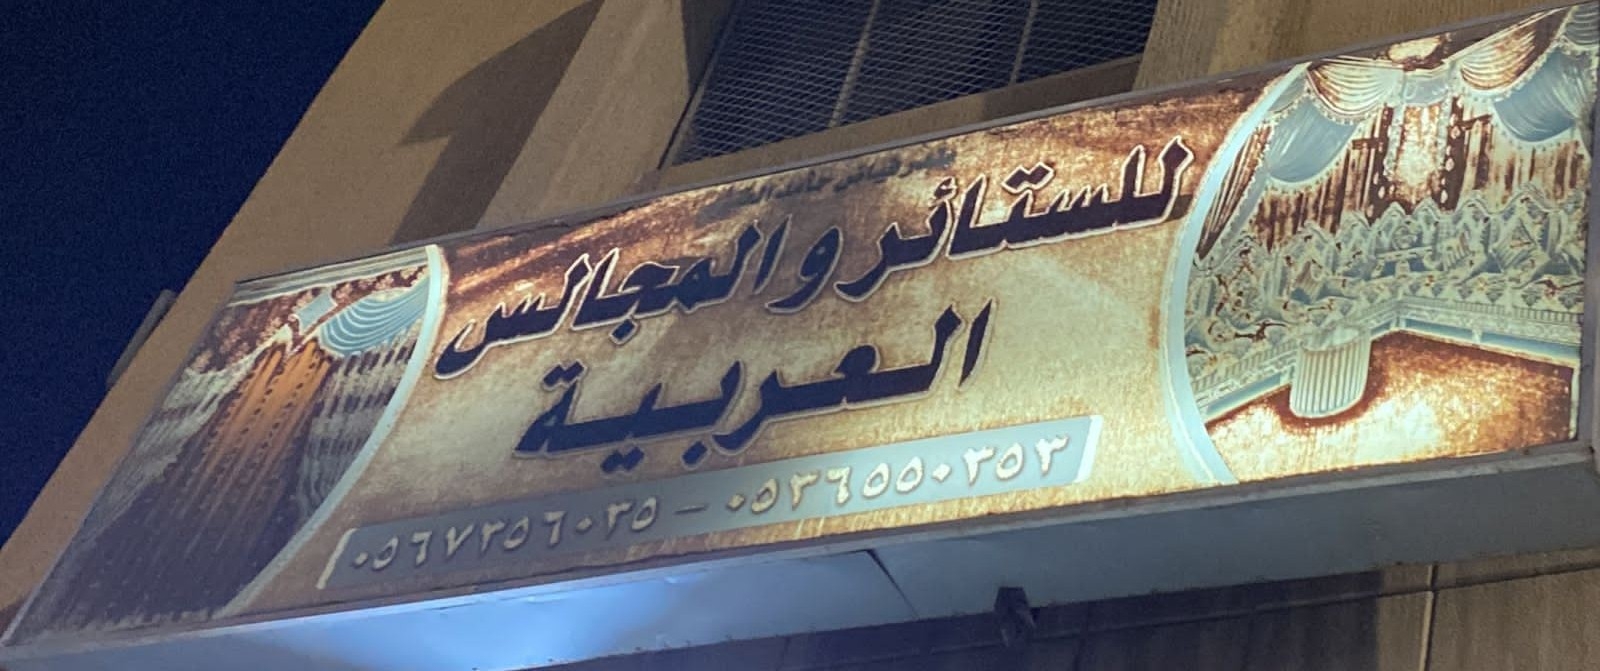 للستائر والمجالس
العربية
٠٥٦٧٣٥٦٠٣٥ - ٠٥٣٦٥٥٠٣٥٣